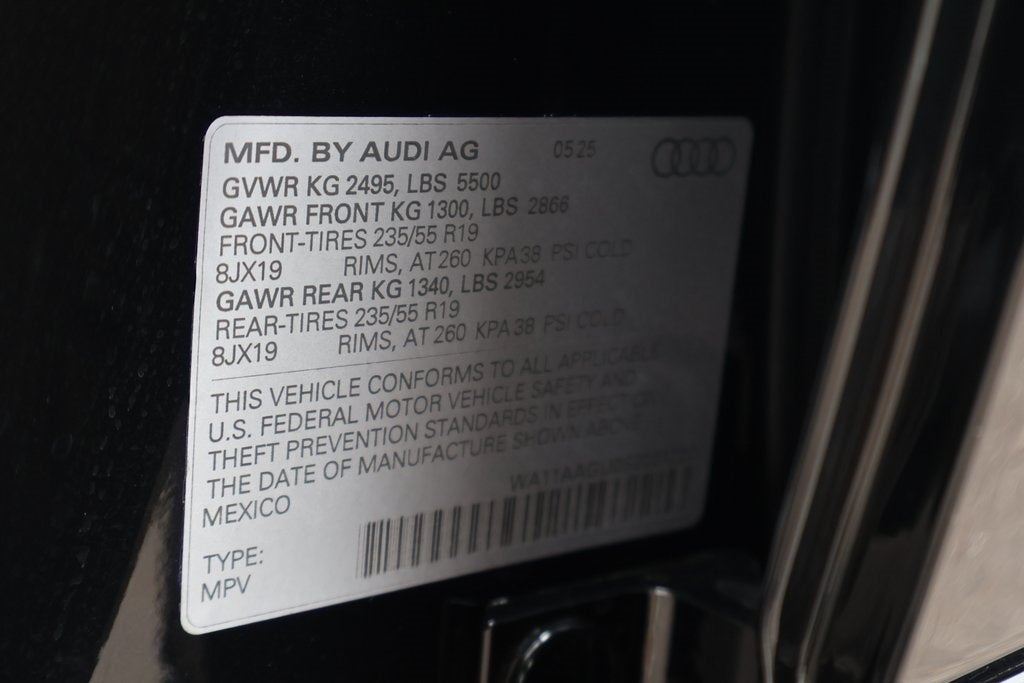 MFD. BY AUDI AG 05 25
GVWR KG 2495, LBS 5500
GAWR FRONT KG 1300, LBS 2866
FRONT-TIRES 235/55 R19
8JX19 RIMS, AT 260 KPA 38 PSI COLD
GAWR REAR KG 1340, LBS 2954
REAR-TIRES 235/55 R19
8JX19 RIMS, AT 260 KPA 38 PSI COLD
THIS VEHICLE CONFORMS TO ALL APPLICABLE
U.S. FEDERAL MOTOR VEHICLE SAFETY AND
THEFT PREVENTION STANDARDS IN EFFECT ON
THE DATE OF MANUFACTURE SHOWN ABOVE
MEXICO
TYPE:
MPV